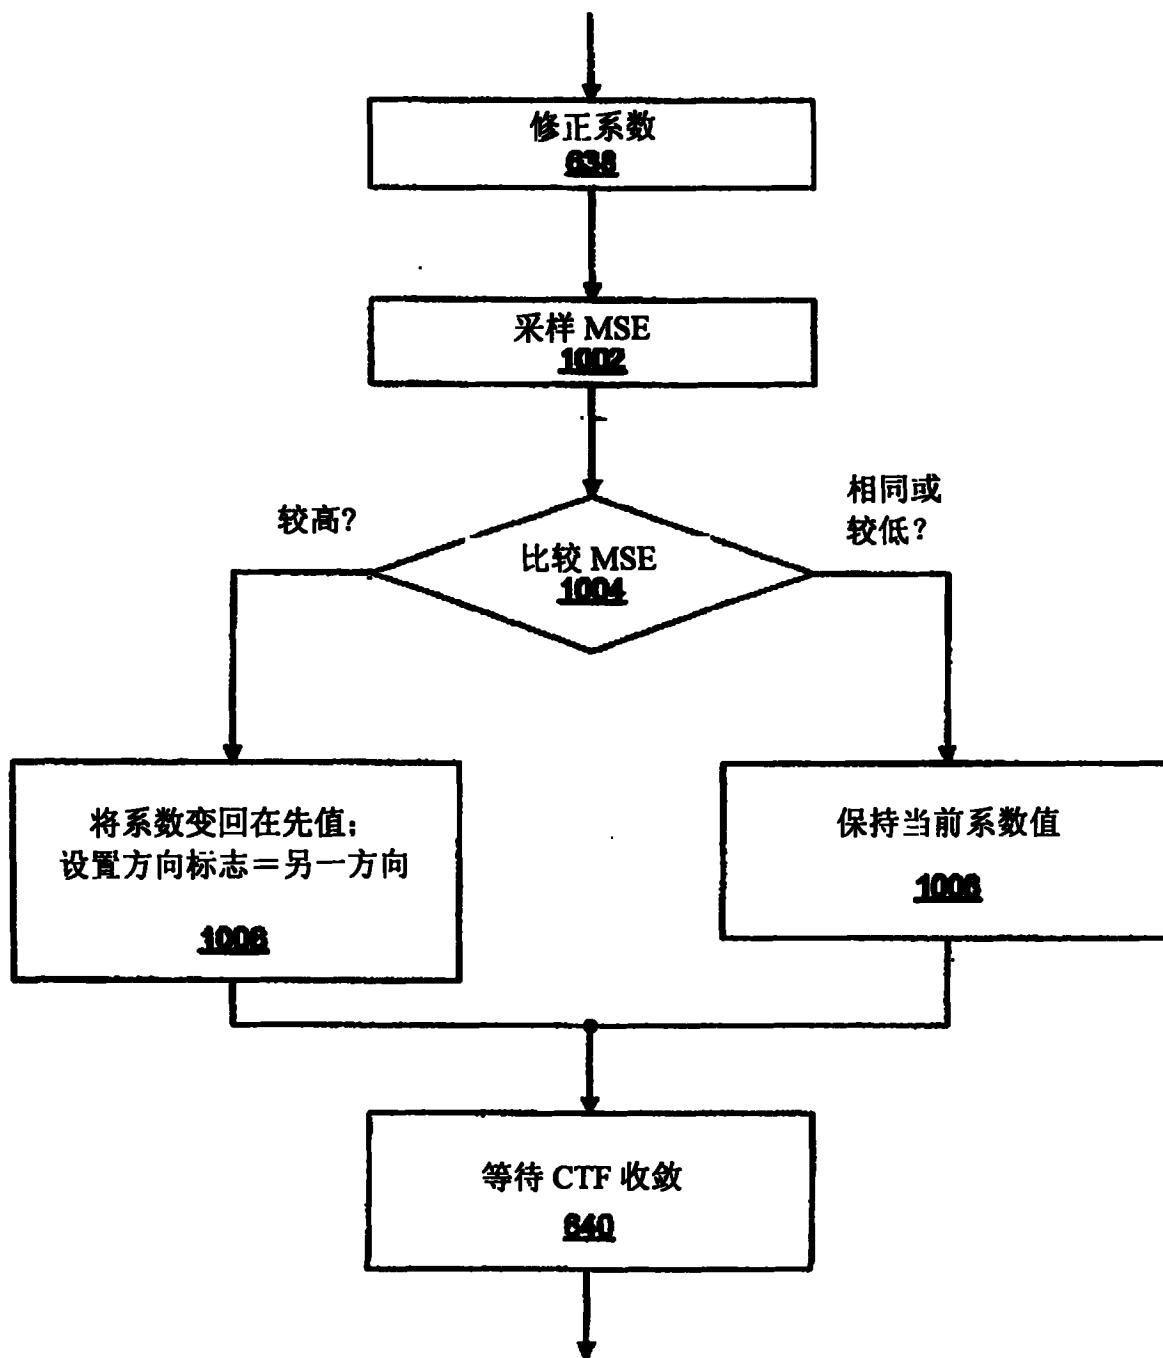 修正系数
638
采样 MSE
1002
较高?
相同或
较低?
比较 MSE
1004
将系数变回在先值;
设置方向标志=另一方向
1006
保持当前系数值
1006
等待 CTF 收敛
640